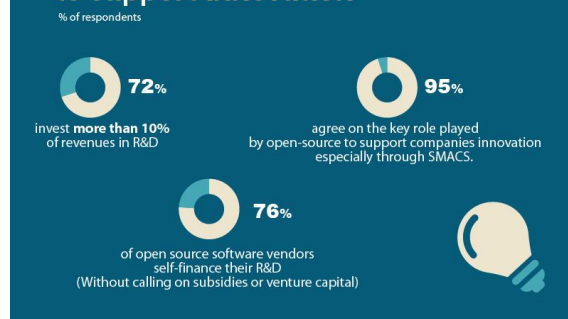 % of respondents
72%
invest more than 10%
of revenues in R&D
95%
agree on the key role played
by open-source to support companies innovation
especially through SMACS.
76%
of open source software vendors
self-finance their R&D
(Without calling on subsidies or venture capital)